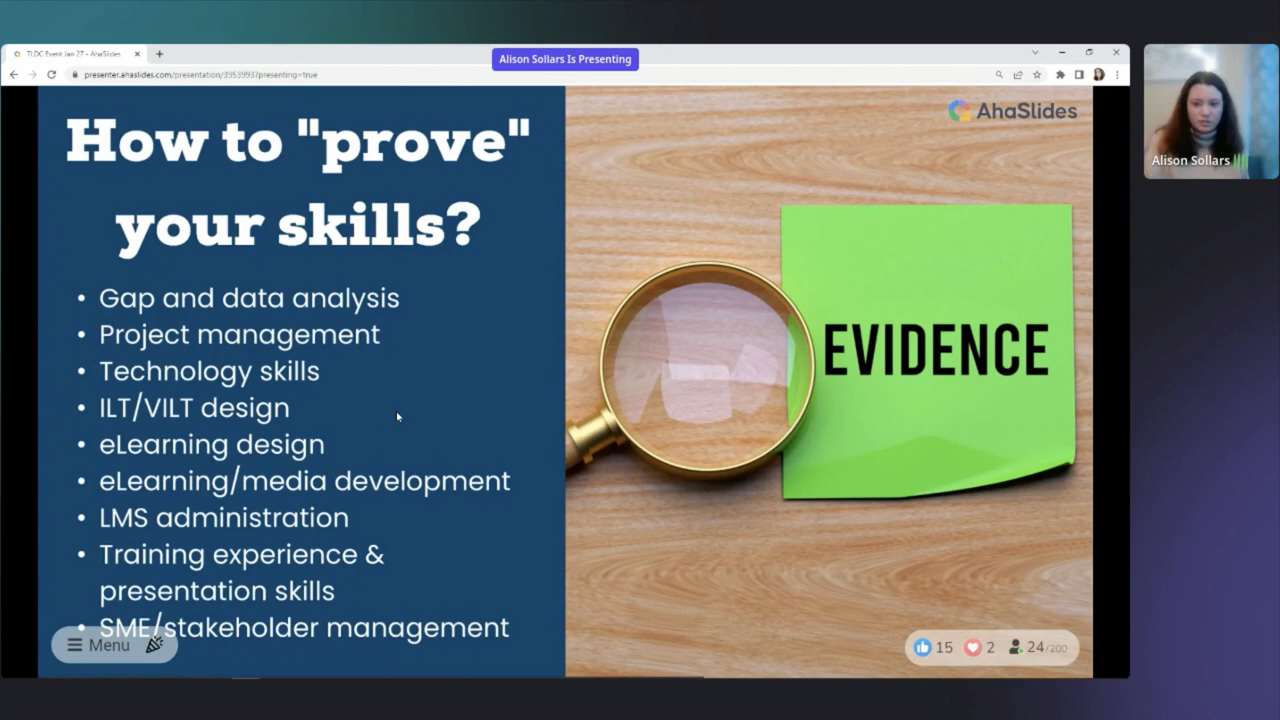 TLDC Event Jan 27 - AhaSlides
Alison Sollars Is Presenting
presenter.ahaslides.com/presentation/3953993?presenting=true
AhaSlides
How to "prove"
your skills?
• Gap and data analysis
• Project management
• Technology skills
• ILT/VILT design
• eLearning design
• eLearning/media development
• LMS administration
• Training experience &
presentation skills
• SME/stakeholder management
EVIDENCE
Menu
15 2 24/200
Alison Sollars